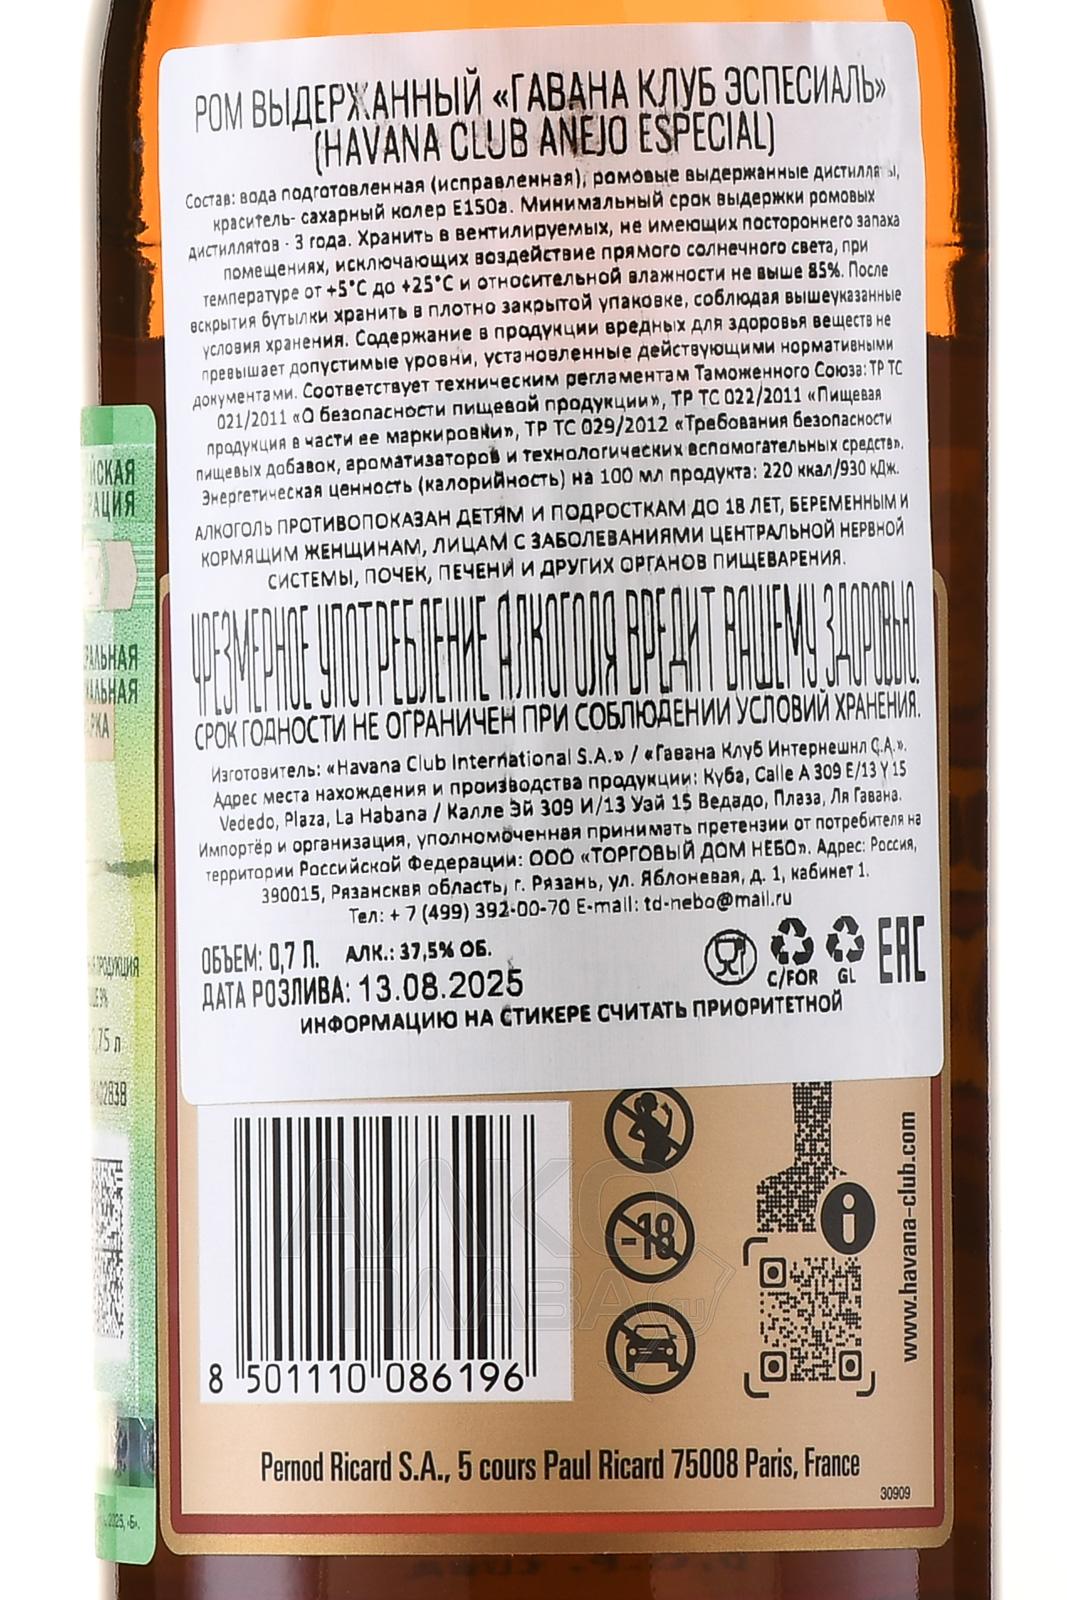 РОМ ВЫДЕРЖАННЫЙ «ГАВАНА КЛУБ ЭСПЕСИАЛЬ»
(HAVANA CLUB ANEJO ESPECIAL)
Состав: вода подготовленная (исправленная), ромовые выдержанные дистилляты,
краситель- сахарный колер Е150а. Минимальный срок выдержки ромовых
дистиллятов - 3 года. Хранить в вентилируемых, не имеющих постороннего запаха
помещениях, исключающих воздействие прямого солнечного света, при
температуре от +5°С до +25°С и относительной влажности не выше 85%. После
вскрытия бутылки хранить в плотно закрытой упаковке, соблюдая вышеуказанные
условия хранения. Содержание в продукции вредных для здоровья веществ не
превышает допустимые уровни, установленные действующими нормативными
документами. Соответствует техническим регламентам Таможенного Союза: ТР ТС
021/2011 «О безопасности пищевой продукции», ТР ТС 022/2011 «Пищевая
продукция в части ее маркировки», ТР ТС 029/2012 «Требования безопасности
пищевых добавок, ароматизаторов и технологических вспомогательных средств».
Энергетическая ценность (калорийность) на 100 мл продукта: 220 ккал/930 кДж.
АЛКОГОЛЬ ПРОТИВОПОКАЗАН ДЕТЯМ И ПОДРОСТКАМ ДО 18 ЛЕТ, БЕРЕМЕННЫМ И
КОРМЯЩИМ ЖЕНЩИНАМ, ЛИЦАМ С ЗАБОЛЕВАНИЯМИ ЦЕНТРАЛЬНОЙ НЕРВНОЙ
СИСТЕМЫ, ПОЧЕК, ПЕЧЕНИ И ДРУГИХ ОРГАНОВ ПИЩЕВАРЕНИЯ.
ЧРЕЗМЕРНОЕ УПОТРЕБЛЕНИЕ АЛКОГОЛЯ ВРЕДИТ ВАШЕМУ ЗДОРОВЬЮ.
СРОК ГОДНОСТИ НЕ ОГРАНИЧЕН ПРИ СОБЛЮДЕНИИ УСЛОВИЙ ХРАНЕНИЯ.
Изготовитель: «Havana Club International S.A.» / «Гавана Клуб Интернешнл С.А.».
Адрес места нахождения и производства продукции: Куба, Calle A 309 E/13 Y 15
Vededo, Plaza, La Habana / Калле Эй 309 И/13 Уай 15 Ведадо, Плаза, Ля Гавана.
Импортёр и организация, уполномоченная принимать претензии от потребителя на
территории Российской Федерации: ООО «ТОРГОВЫЙ ДОМ НЕБО». Адрес: Россия,
390015, Рязанская область, г. Рязань, ул. Яблоневая, д. 1, кабинет 1.
Тел: + 7 (499) 392-00-70 E-mail: td-nebo@mail.ru
ОБЪЕМ: 0,7 Л. АЛК.: 37,5% ОБ.
ДАТА РОЗЛИВА: 13.08.2025
C/FOR GL EAC
ИНФОРМАЦИЮ НА СТИКЕРЕ СЧИТАТЬ ПРИОРИТЕТНОЙ
-18
i
www.havana-club.com
8 501110 086196
Pernod Ricard S.A., 5 cours Paul Ricard 75008 Paris, France
30909
АЛКО
ПЛАЗА
.ru